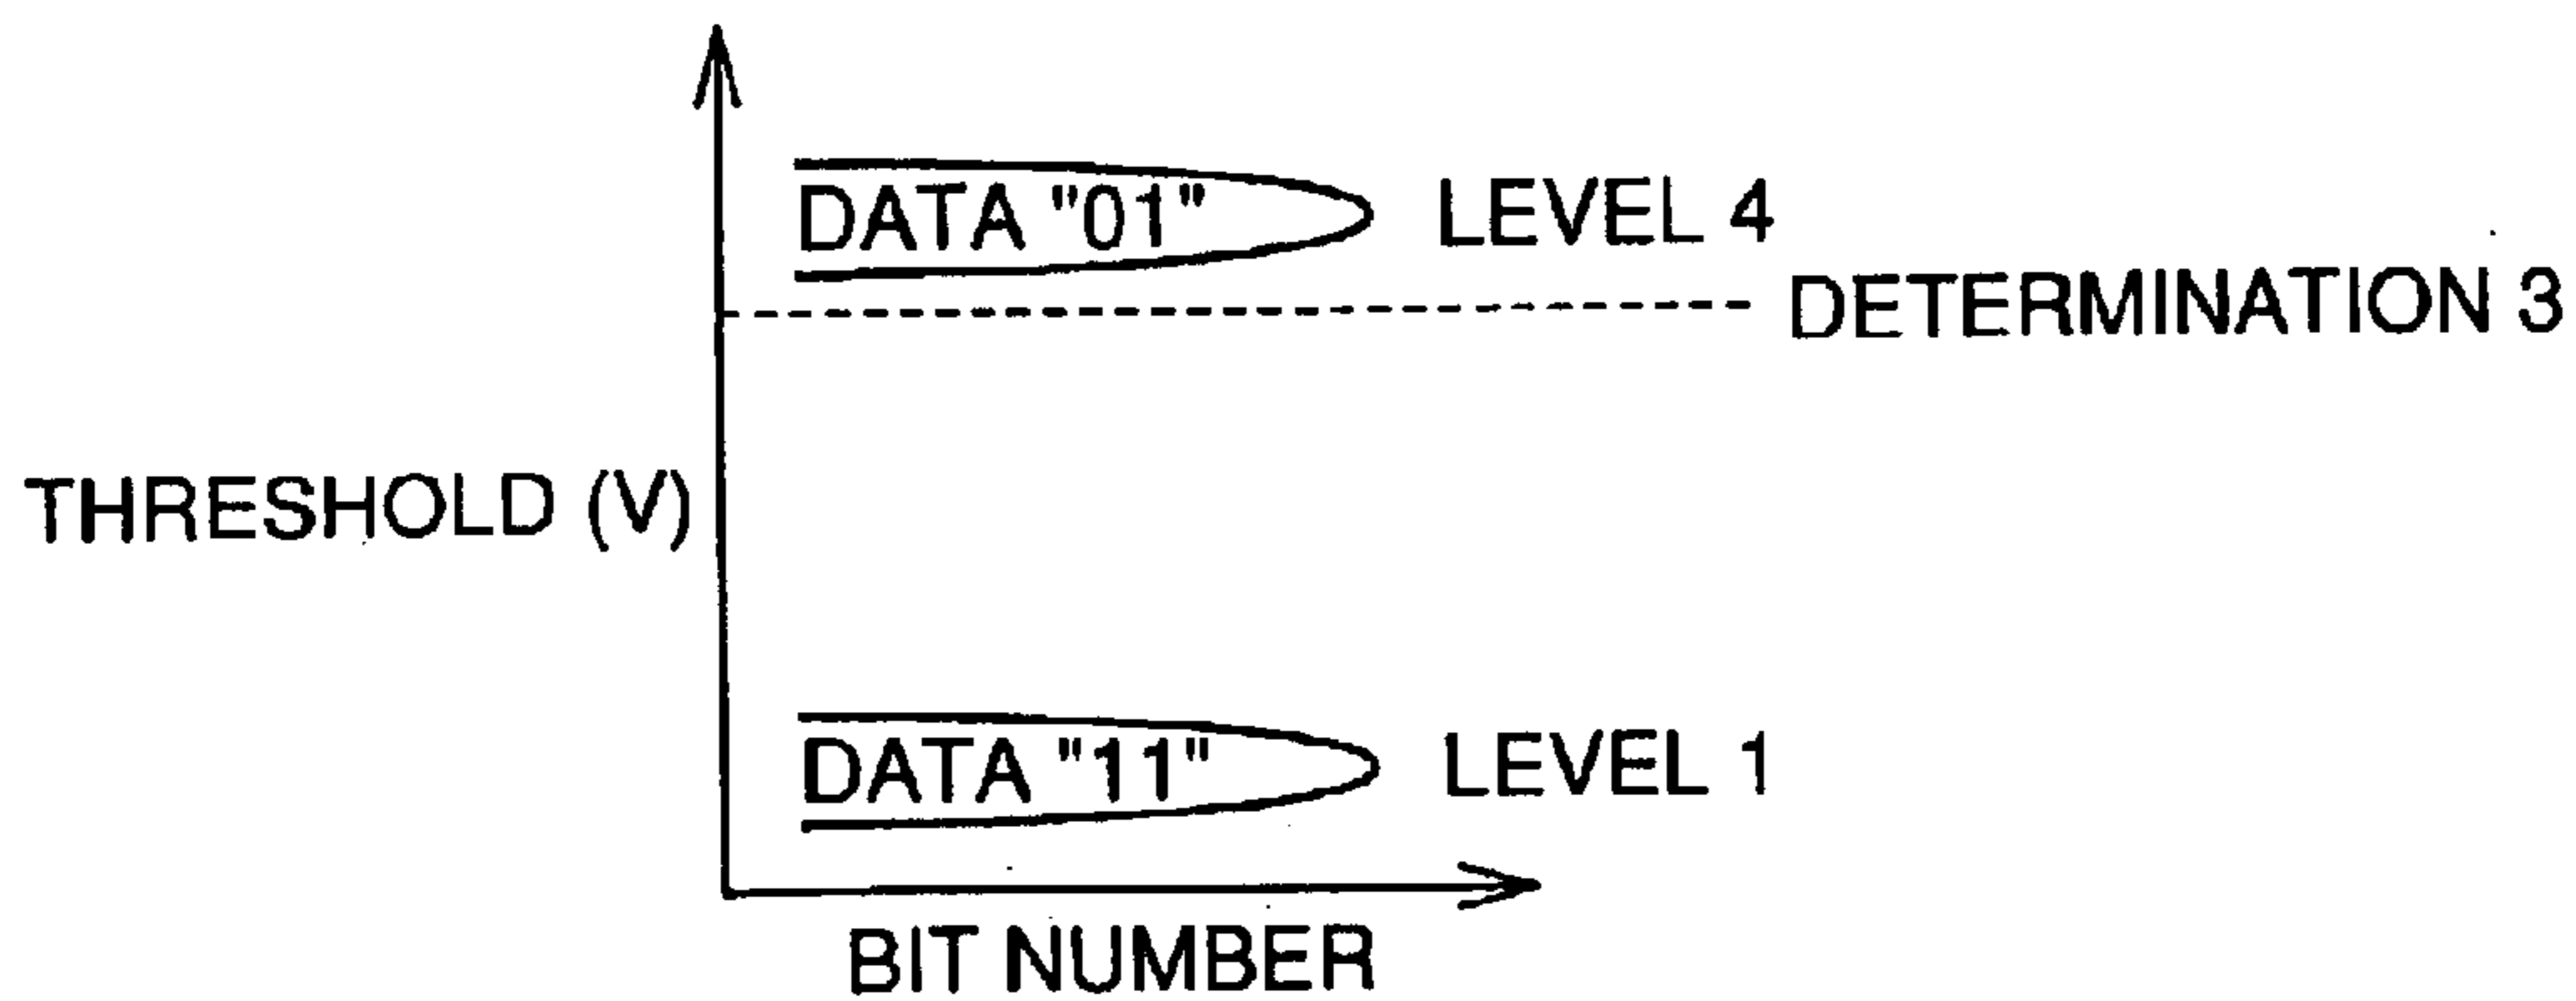 DATA "01"
LEVEL 4
DETERMINATION 3
THRESHOLD (V)
DATA "11"
LEVEL 1
BIT NUMBER